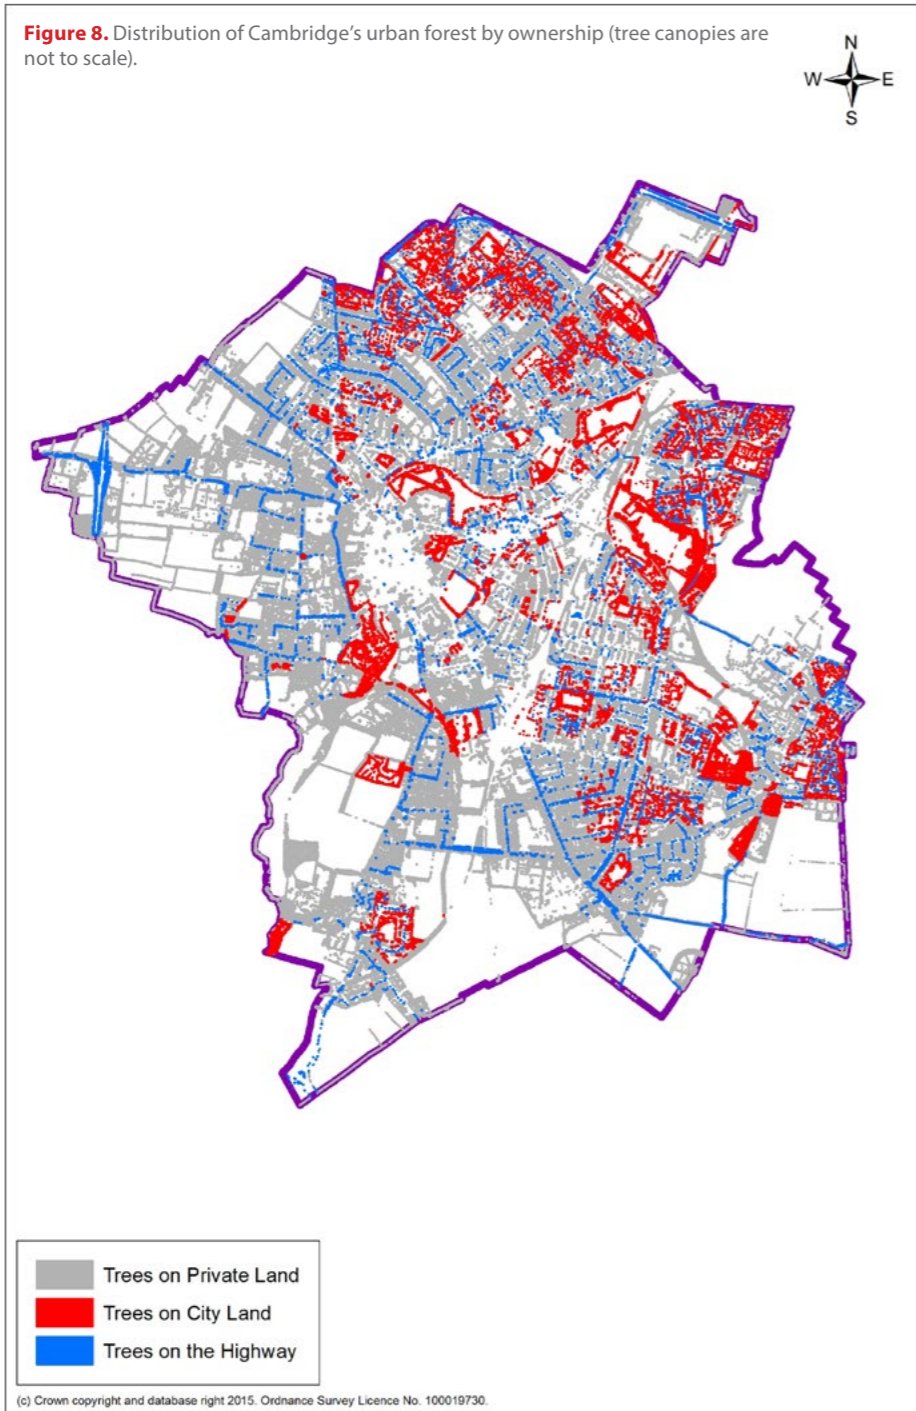 Figure 8. Distribution of Cambridge’s urban forest by ownership (tree canopies are
not to scale).
N
W E
S
Trees on Private Land
Trees on City Land
Trees on the Highway
(c) Crown copyright and database right 2015. Ordnance Survey Licence No. 100019730.